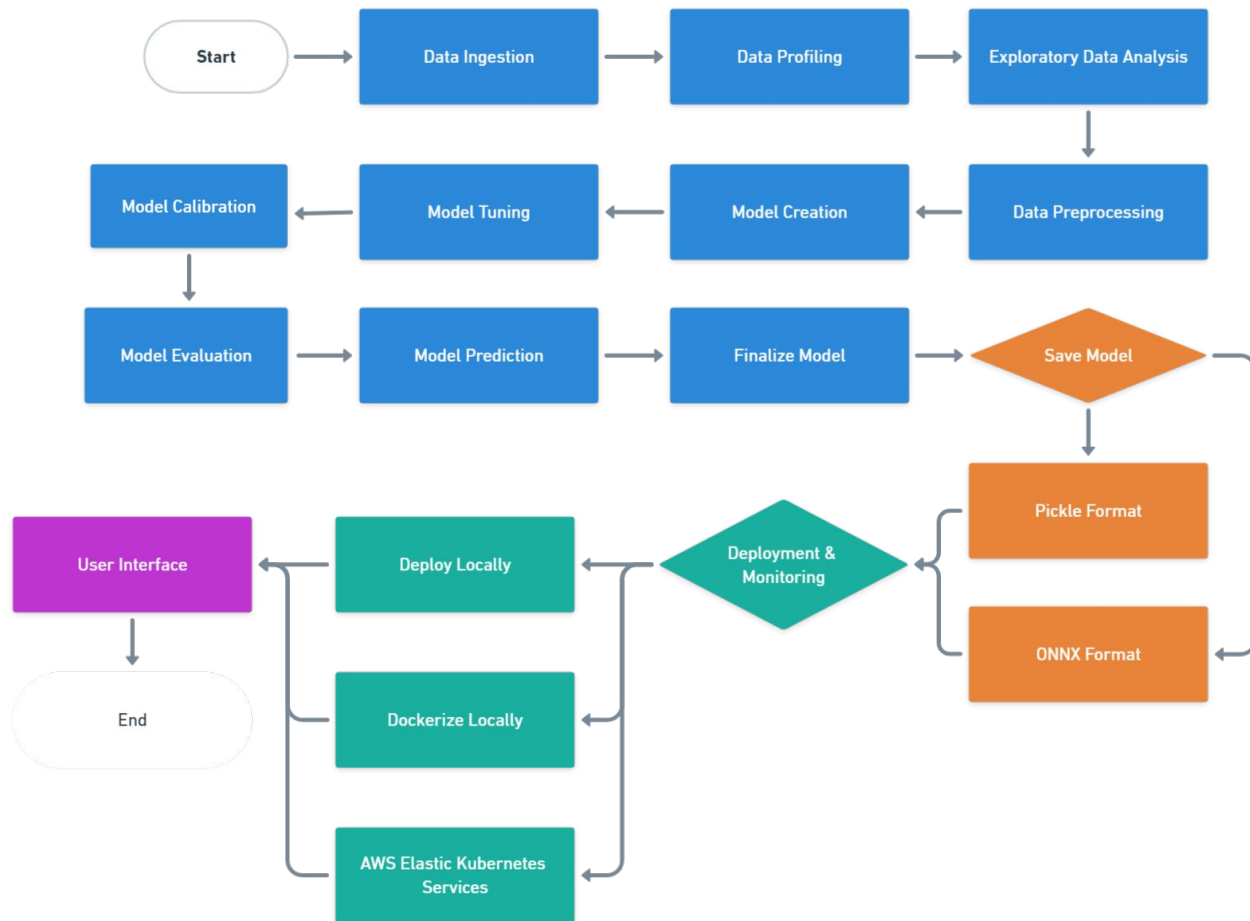 Start
Data Ingestion
Data Profiling
Exploratory Data Analysis
Model Calibration
Model Tuning
Model Creation
Data Preprocessing
Model Evaluation
Model Prediction
Finalize Model
Save Model
Pickle Format
User Interface
Deploy Locally
Deployment &
Monitoring
ONNX Format
End
Dockerize Locally
AWS Elastic Kubernetes
Services